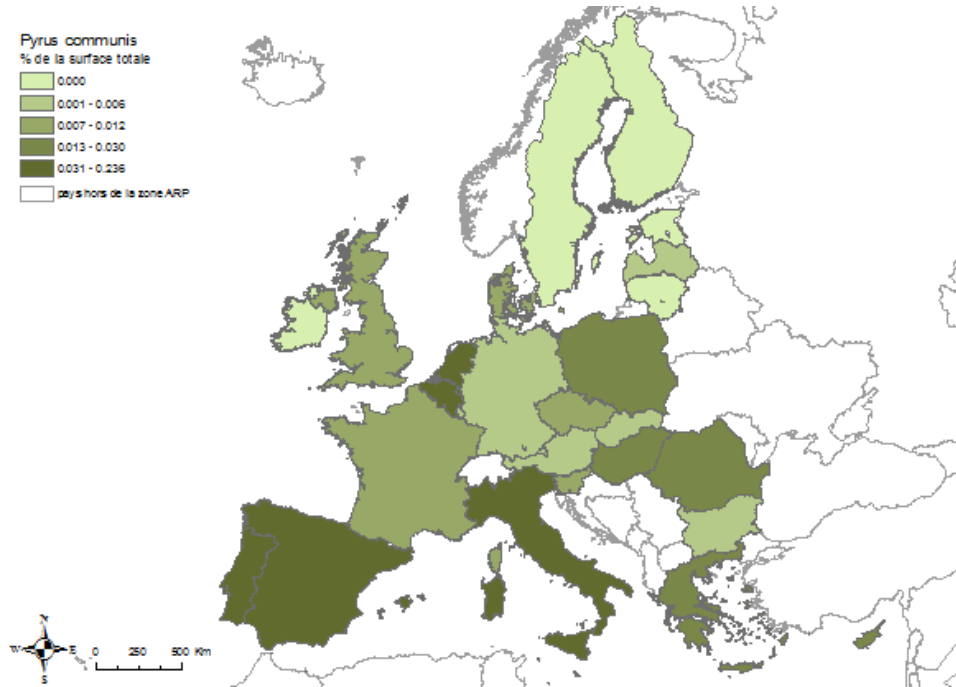 Pyrus communis
% de la surface totale
0.000
0.001 - 0.006
0.007 - 0.012
0.013 - 0.030
0.031 - 0.236
pays hors de la zone ARP
N
W E
S
0 250 500 Km